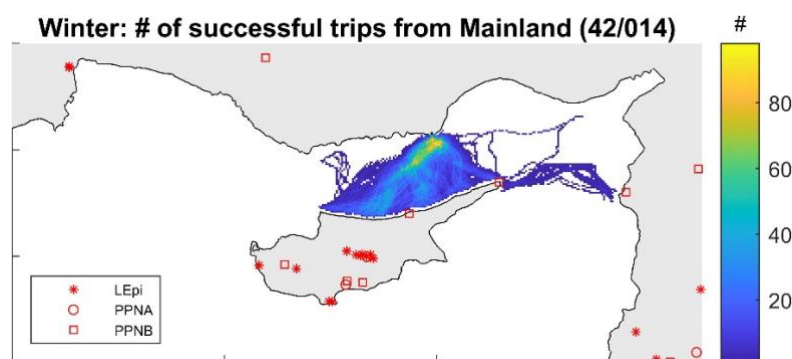 Winter: # of successful trips from Mainland (42/014)
#
80
60
40
20
LEpi
PPNA
PPNB